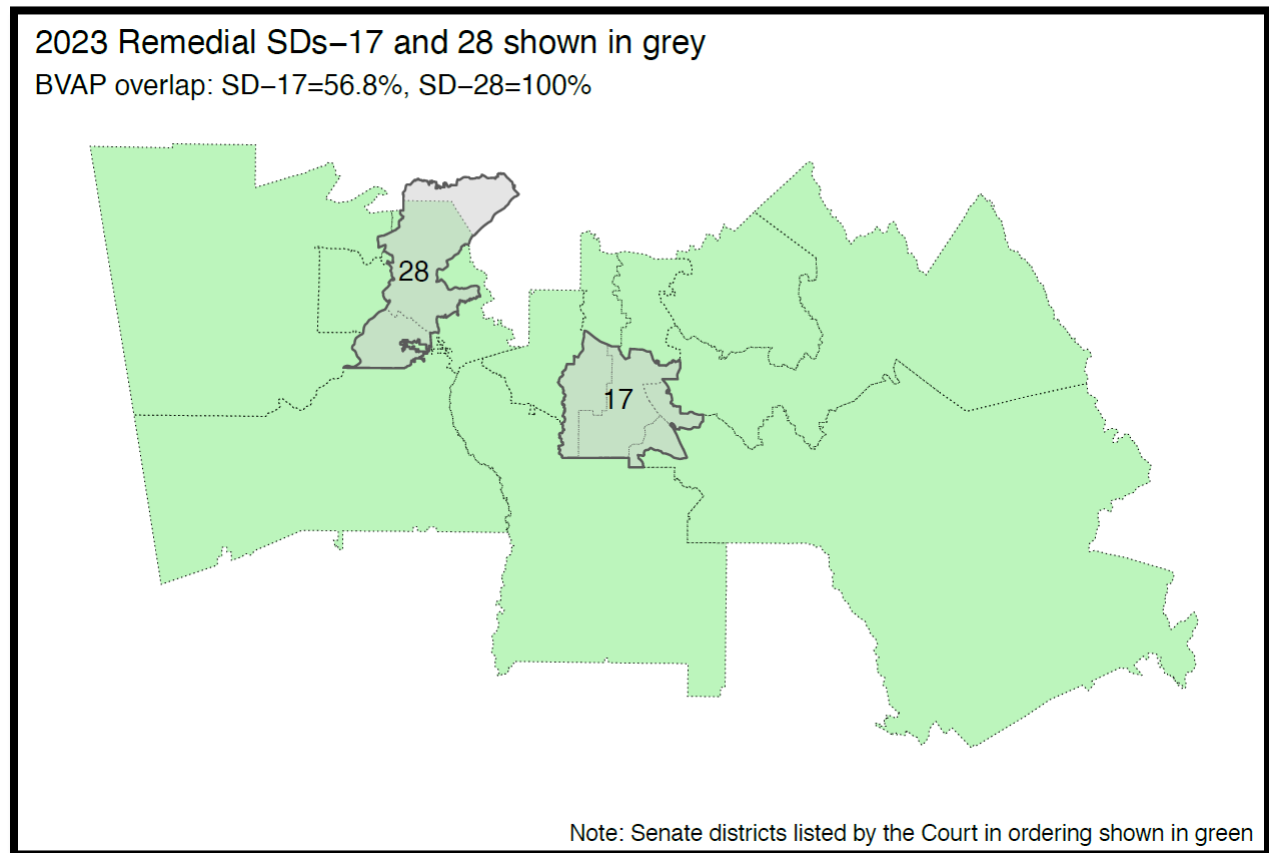 2023 Remedial SDs−17 and 28 shown in grey
BVAP overlap: SD−17=56.8%, SD−28=100%
28
17
Note: Senate districts listed by the Court in ordering shown in green